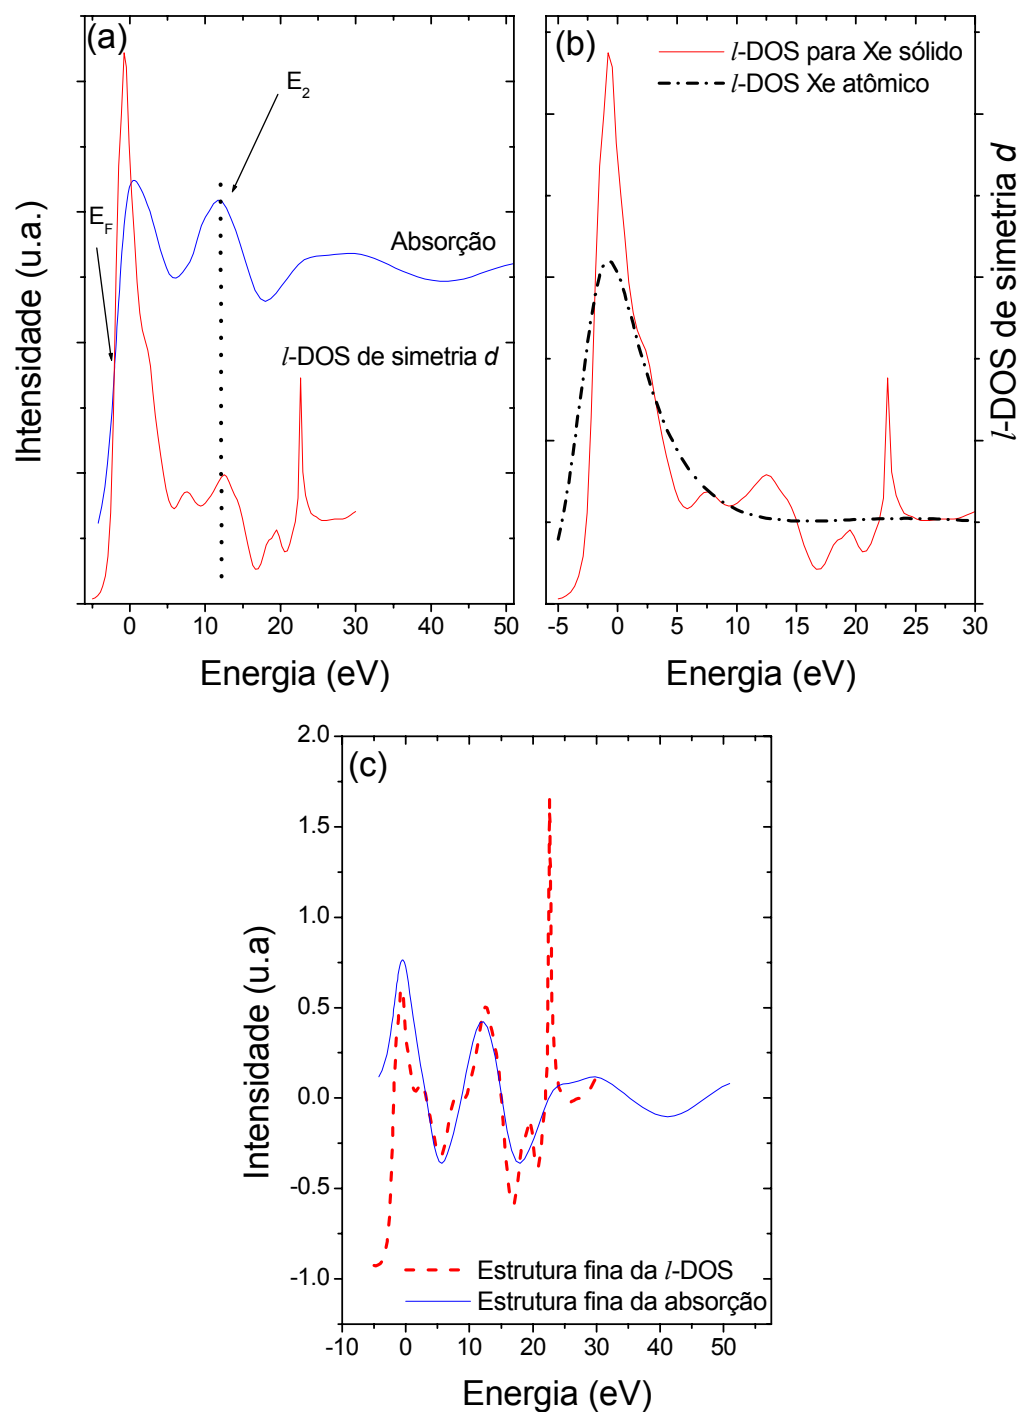 (a)
E2
EF
Absorção
l-DOS de simetria d
Ihtensidade (u.a.)
0 10 20 30 40 50
Energia (eV)
(b)
l-DOS para Xe sólido
l-DOS Xe atômico
l-DOS de simetria d
-5 0 5 10 15 20 25 30
Energia (eV)
(c)
2.0
1.5
1.0
0.5
0.0
-0.5
-1.0
Intensidade (u.a)
Estrutura fina da l-DOS
Estrutura fina da absorção
-10 0 10 20 30 40 50
Energia (eV)